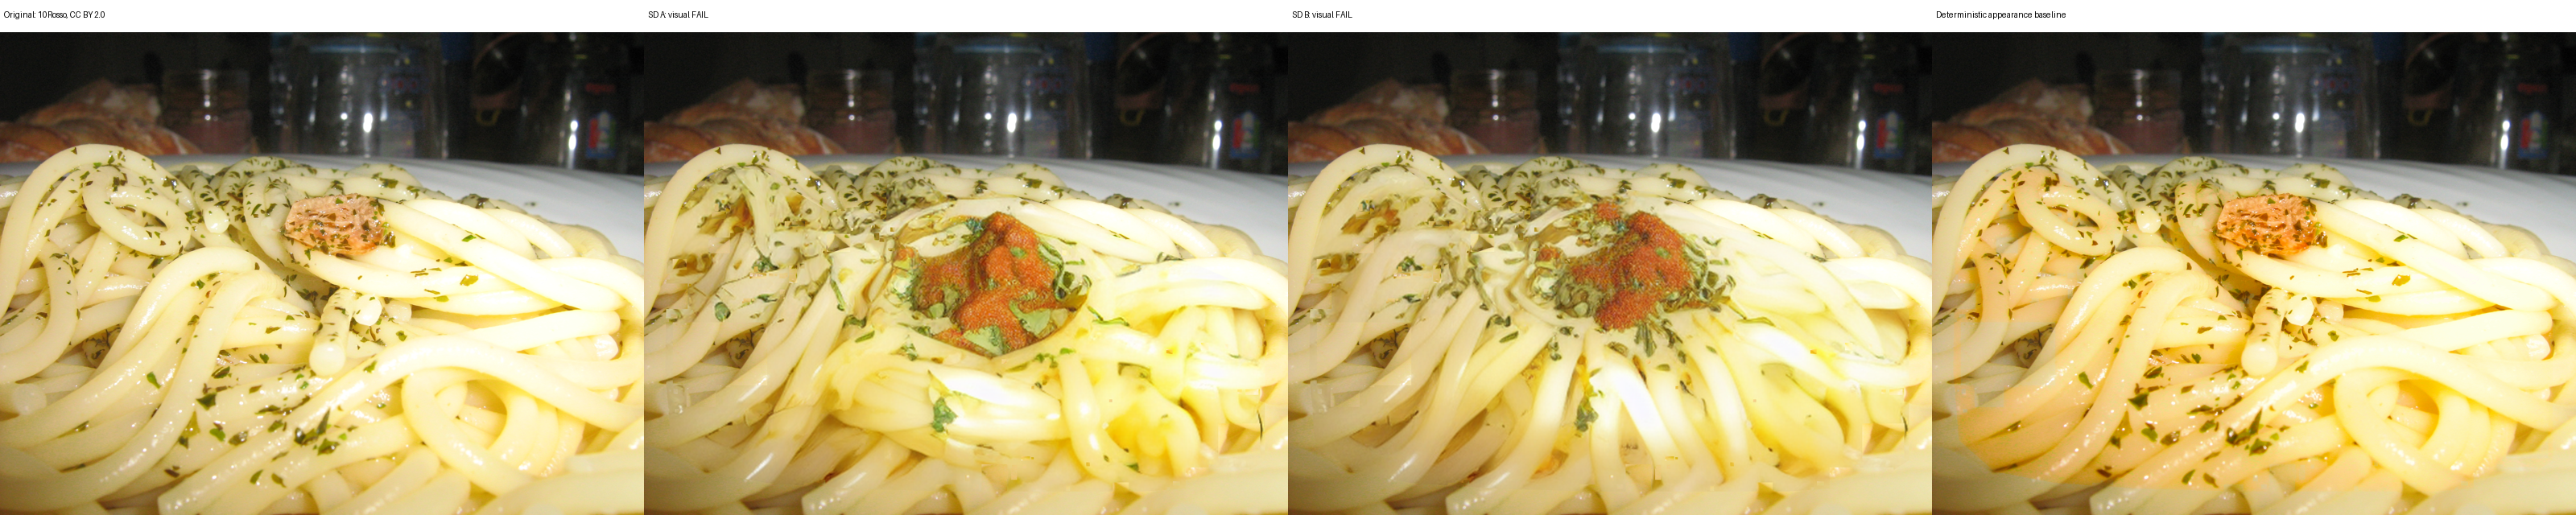 Original: 10Rosso, CC BY 2.0
SD A: visual FAIL
SD B: visual FAIL
Deterministic appearance baseline